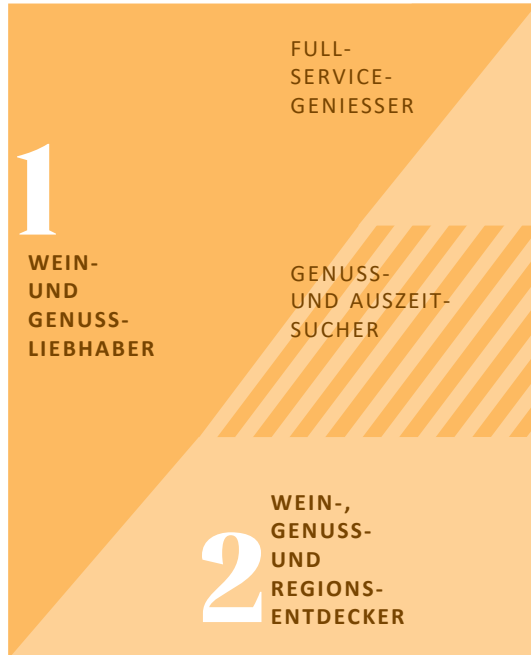 FULL-
SERVICE-
GENIESSER
1
WEIN-
UND
GENUSS-
LIEBHABER
GENUSS-
UND AUSZEIT-
SUCHER
2
WEIN-,
GENUSS-
UND
REGIONS-
ENTDECKER